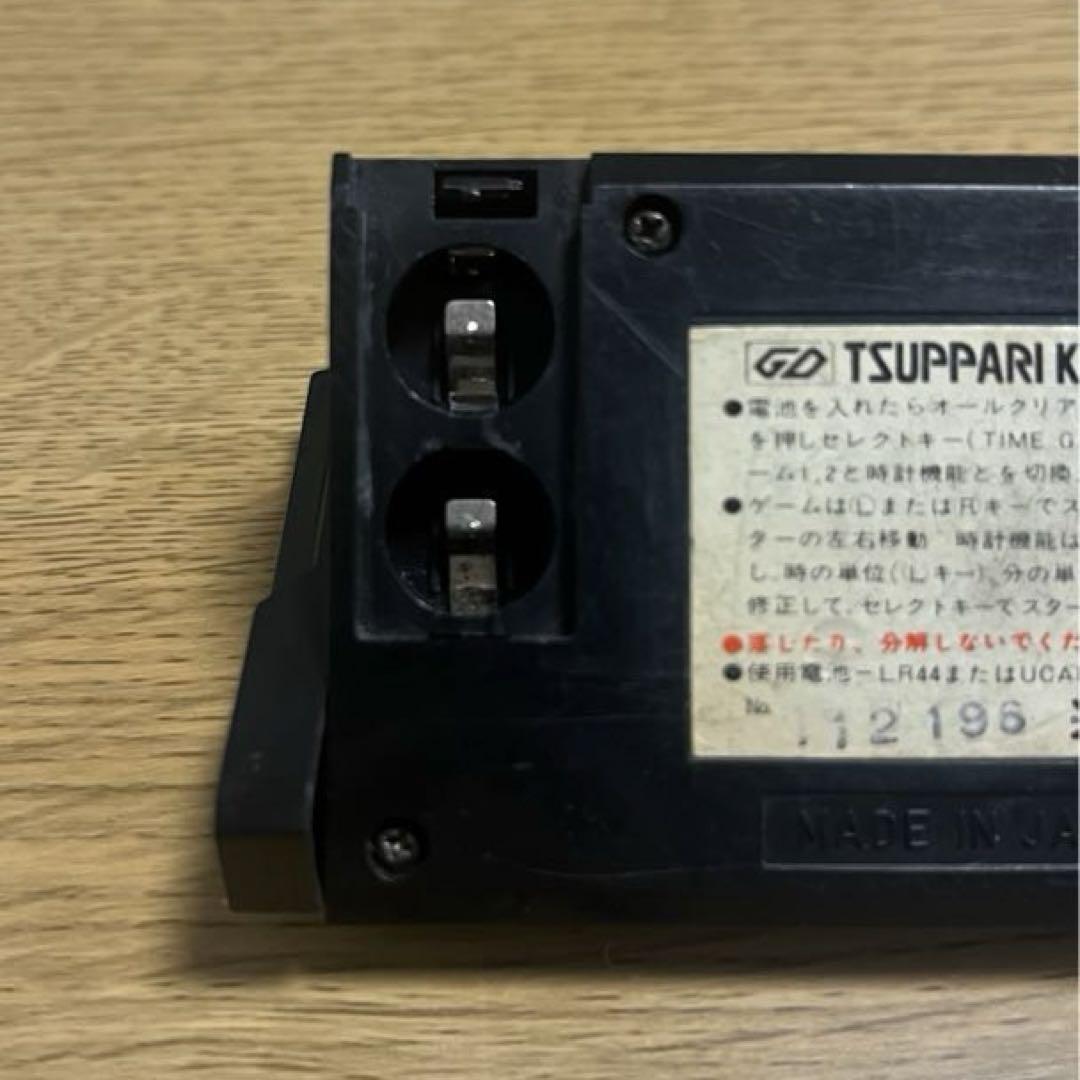 GD TSUPPARI K
●電池を入れたらオールクリア
を押しセレクトキー(TIME. G
ーム1,2と時計機能とを切換.
●ゲームは(LまたはRキーでス
ターの左右移動 時計機能は
し、時の単位(Lキー)、分の単
修正して、セレクトキーでスター
●落したり、分解しないでくた
●使用電池-LR44またはUCA
No. 112196
MADE IN JA